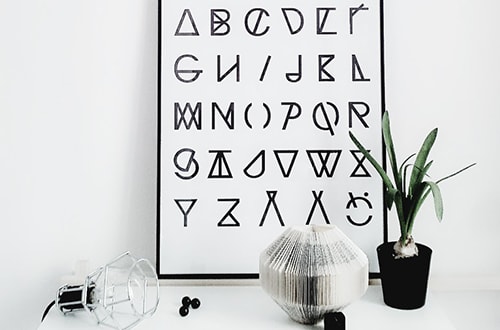 A B C D E F
G H I J K L
M N O P Q R
S T U V W X
Y Z Å Ä Ö